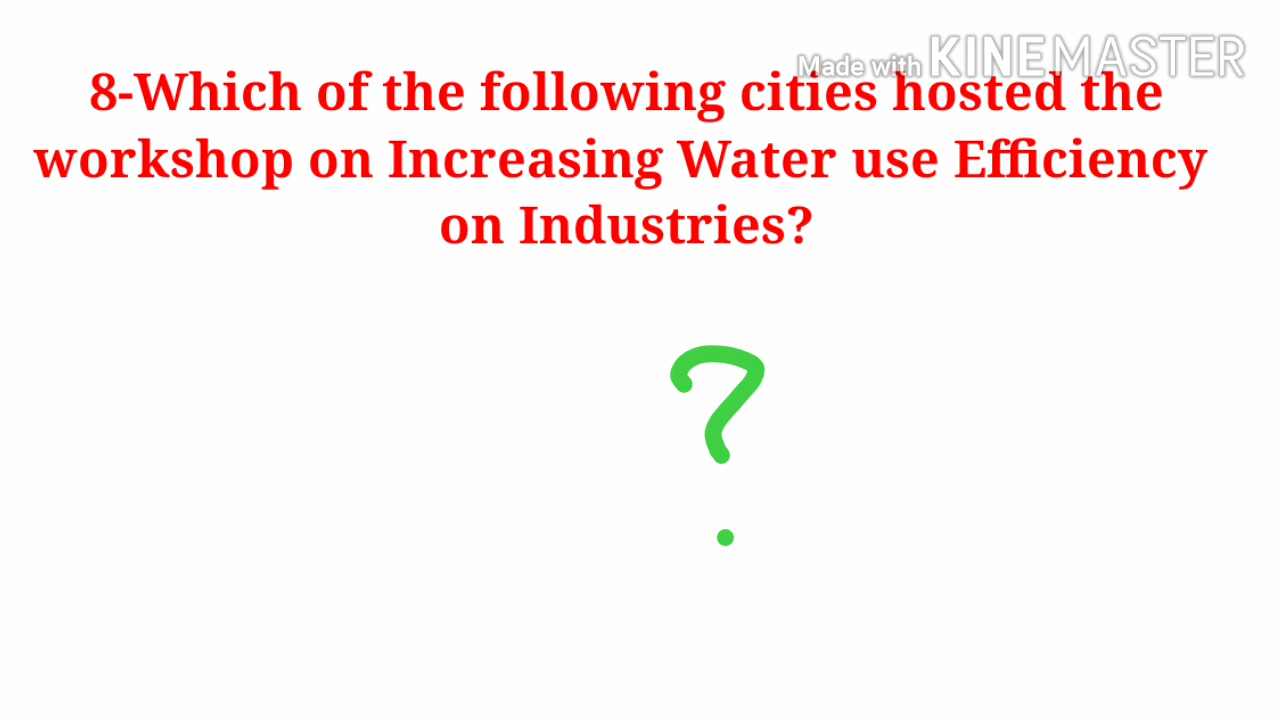 Made with KINEMASTER
8-Which of the following cities hosted the
workshop on Increasing Water use Efficiency
on Industries?
?